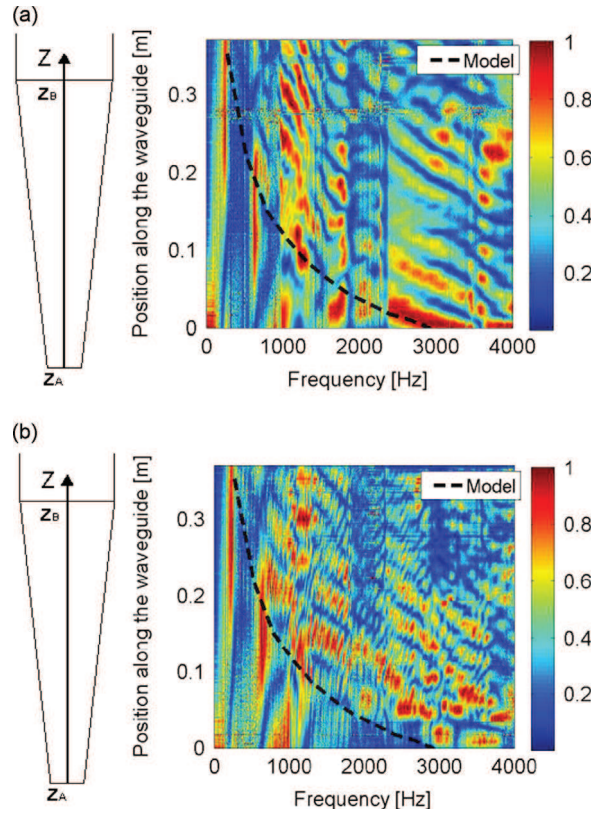 (a)
Z
ZB
ZA
Position along the waveguide [m]
0.3
0.2
0.1
0
0 1000 2000 3000 4000
Frequency [Hz]
Model
1
0.8
0.6
0.4
0.2
(b)
Z
ZB
ZA
Position along the waveguide [m]
0.3
0.2
0.1
0
0 1000 2000 3000 4000
Frequency [Hz]
Model
1
0.8
0.6
0.4
0.2